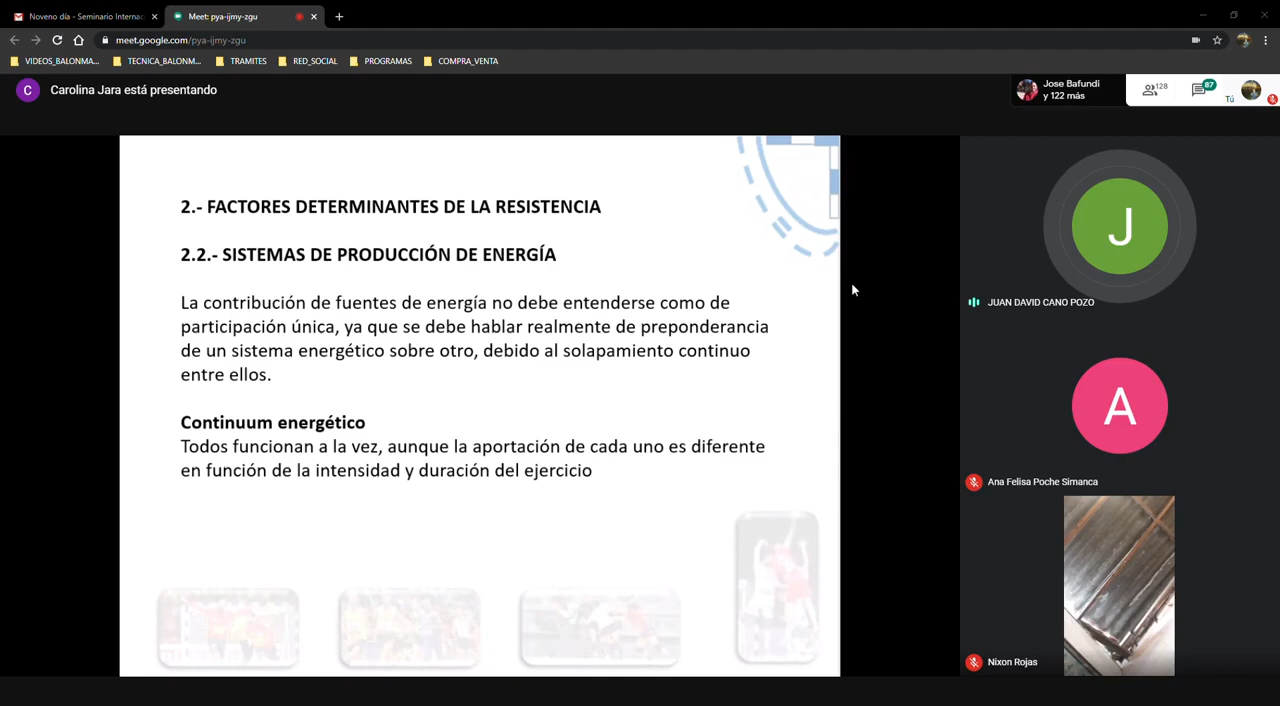 Noveno día - Seminario Internac
Meet: pya-ijmy-zgu
meet.google.com/pya-ijmy-zgu
VIDEOS_BALONMA...
TECNICA_BALONM...
TRAMITES
RED_SOCIAL
PROGRAMAS
COMPRA_VENTA
C
Carolina Jara está presentando
Jose Bafundi
y 122 más
128
87
Tú
2.- FACTORES DETERMINANTES DE LA RESISTENCIA
2.2.- SISTEMAS DE PRODUCCIÓN DE ENERGÍA
La contribución de fuentes de energía no debe entenderse como de
participación única, ya que se debe hablar realmente de preponderancia
de un sistema energético sobre otro, debido al solapamiento continuo
entre ellos.
Continuum energético
Todos funcionan a la vez, aunque la aportación de cada uno es diferente
en función de la intensidad y duración del ejercicio
J
JUAN DAVID CANO POZO
A
Ana Felisa Poche Simanca
Nixon Rojas